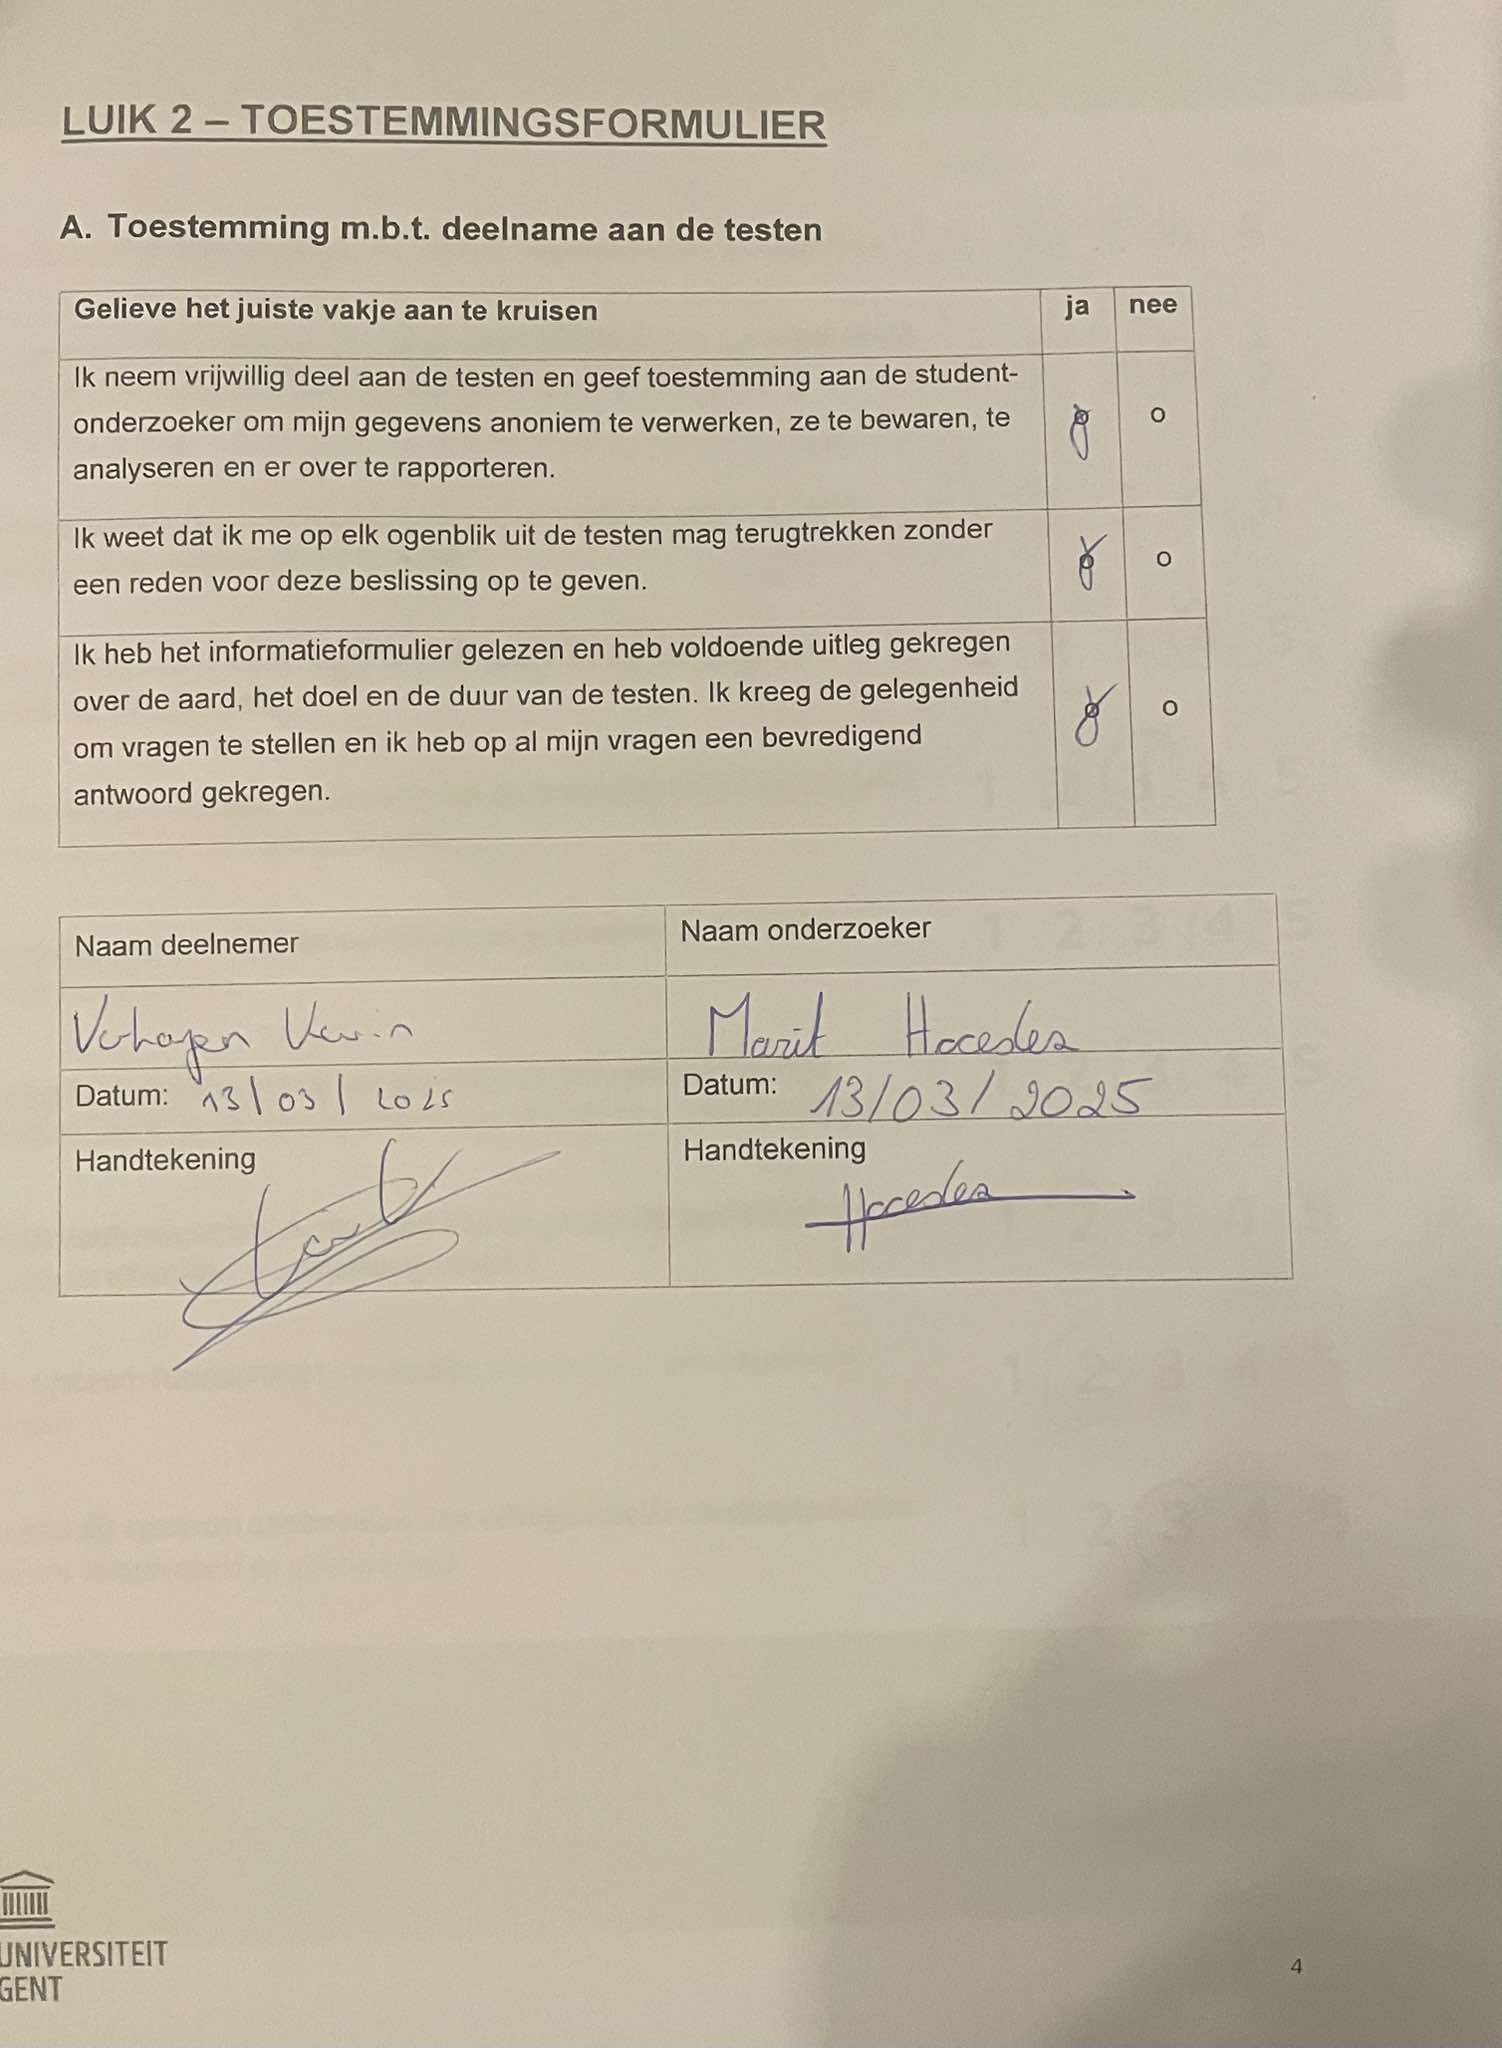 LUIK 2 – TOESTEMMINGSFORMULIER
A. Toestemming m.b.t. deelname aan de testen
Gelieve het juiste vakje aan te kruisen ja nee
Ik neem vrijwillig deel aan de testen en geef toestemming aan de student-
onderzoeker om mijn gegevens anoniem te verwerken, ze te bewaren, te
analyseren en er over te rapporteren.
o
Ik weet dat ik me op elk ogenblik uit de testen mag terugtrekken zonder
een reden voor deze beslissing op te geven.
o
Ik heb het informatieformulier gelezen en heb voldoende uitleg gekregen
over de aard, het doel en de duur van de testen. Ik kreeg de gelegenheid
om vragen te stellen en ik heb op al mijn vragen een bevredigend
antwoord gekregen.
o
Naam deelnemer Naam onderzoeker
Verhagen Marit
Datum: 13/03/2025 Datum: 13/03/2025
Handtekening Handtekening
UNIVERSITEIT
GENT
4